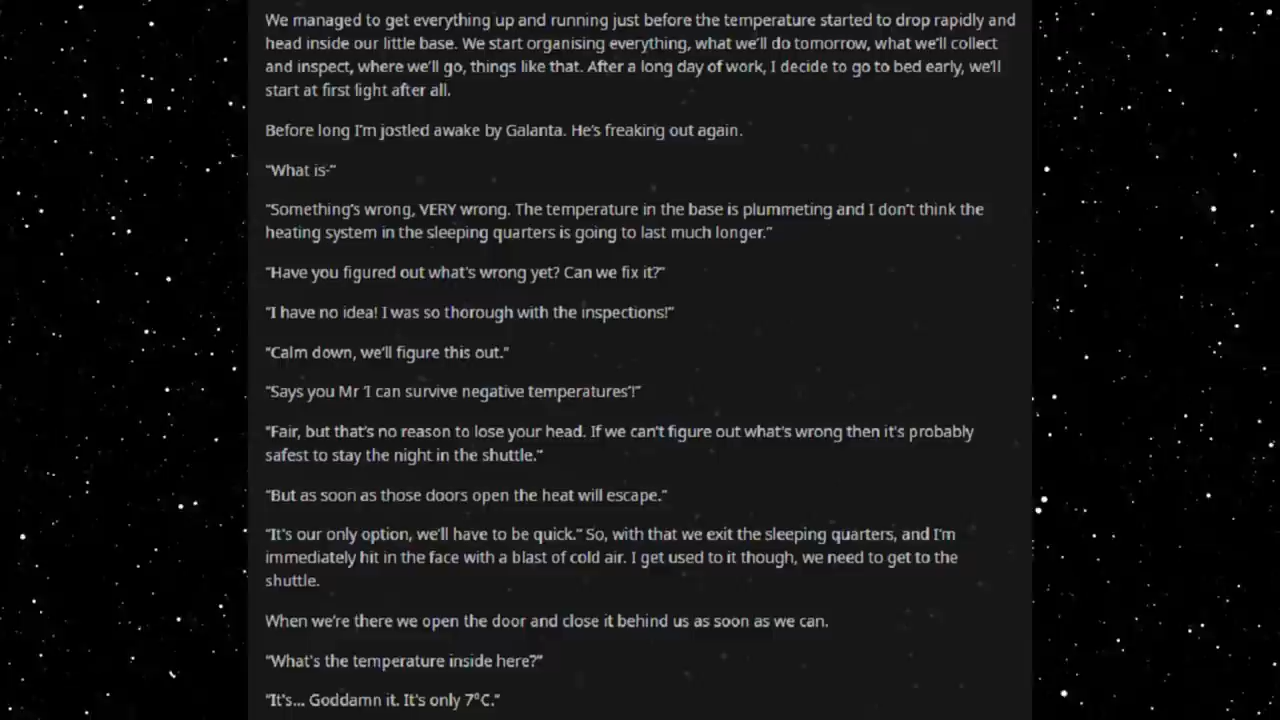 We managed to get everything up and running just before the temperature started to drop rapidly and
head inside our little base. We start organising everything, what we'll do tomorrow, what we'll collect
and inspect, where we'll go, things like that. After a long day of work, I decide to go to bed early, we'll
start at first light after all.
Before long I'm jostled awake by Galanta. He's freaking out again.
"What is-"
"Something's wrong, VERY wrong. The temperature in the base is plummeting and I don't think the
heating system in the sleeping quarters is going to last much longer."
"Have you figured out what's wrong yet? Can we fix it?"
"I have no idea! I was so thorough with the inspections!"
"Calm down, we'll figure this out."
"Says you Mr 'I can survive negative temperatures'!"
"Fair, but that's no reason to lose your head. If we can't figure out what's wrong then it's probably
safest to stay the night in the shuttle."
"But as soon as those doors open the heat will escape."
"It's our only option, we'll have to be quick." So, with that we exit the sleeping quarters, and I'm
immediately hit in the face with a blast of cold air. I get used to it though, we need to get to the
shuttle.
When we're there we open the door and close it behind us as soon as we can.
"What's the temperature inside here?"
"It's... Goddamn it. It's only 7°C."